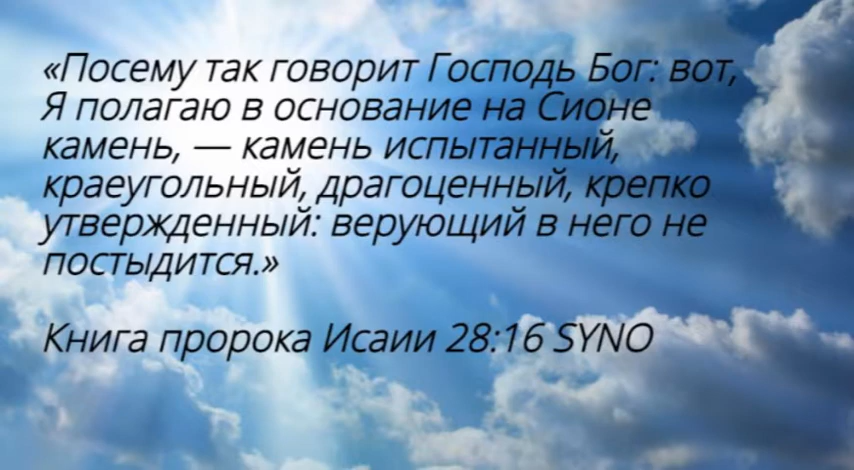 «Посему так говорит Господь Бог: вот,
Я полагаю в основание на Сионе
камень, — камень испытанный,
краеугольный, драгоценный, крепко
утвержденный: верующий в него не
постыдится.»
Книга пророка Исаии 28:16 SYNO